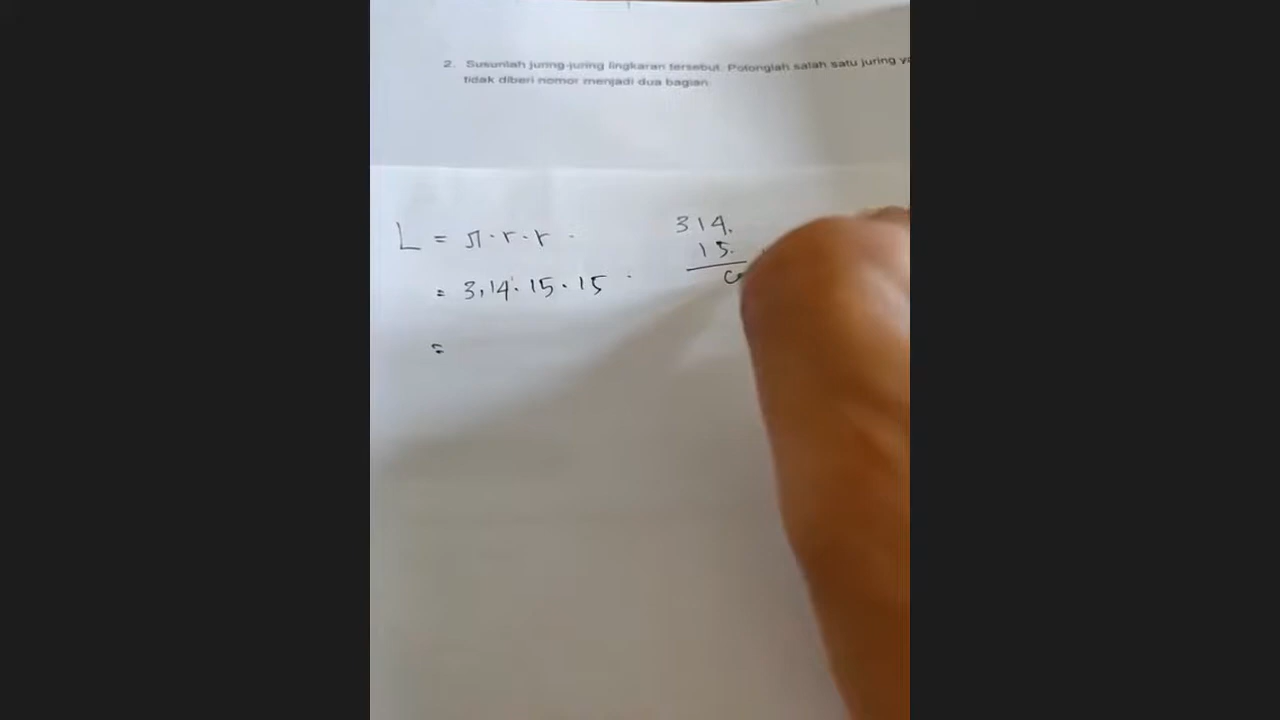 2. Susunlah juring-juring lingkaran tersebut. Potonglah salah satu juring
tidak diberi nomor menjadi dua bagian.
L = π · r · r
= 3,14 · 15 · 15
=
314
15